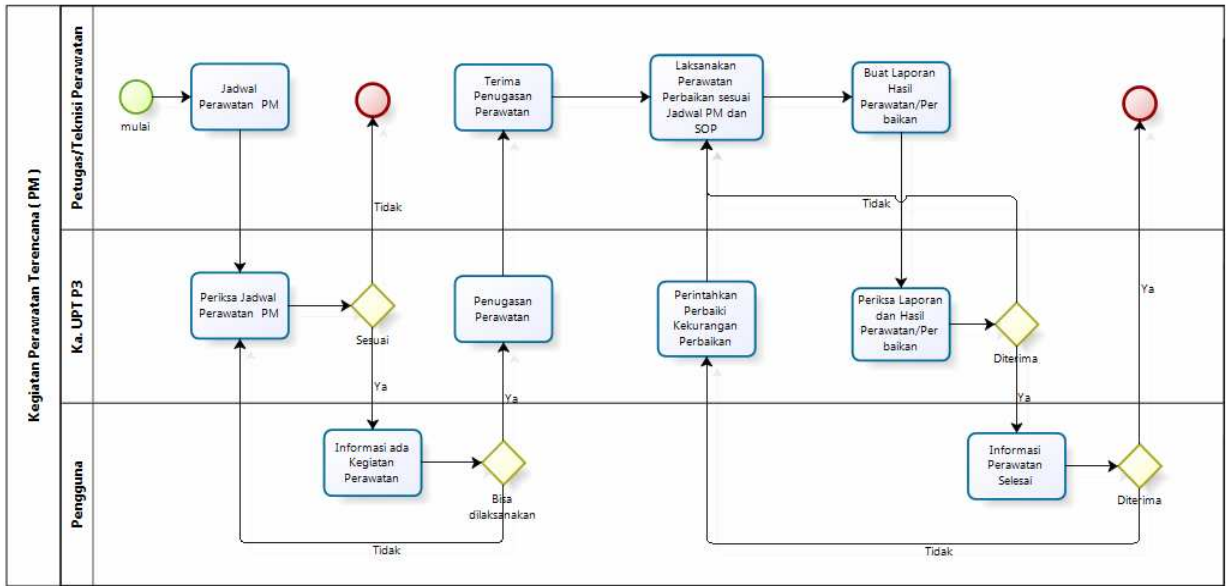 Kegiatan Perawatan Terencana ( PM )
Petugas/Teknisi Perawatan
mulai
Jadwal
Perawatan PM
Terima
Penugasan
Perawatan
Laksanakan
Perawatan
Perbaikan sesuai
Jadwal PM dan
SOP
Buat Laporan
Hasil
Perawatan/Per
baikan
Tidak
Tidak
Ka. UPT P3
Periksa Jadwal
Perawatan PM
Sesuai
Ya
Penugasan
Perawatan
Ya
Perintahkan
Perbaiki
Kekurangan
Perbaikan
Periksa Laporan
dan Hasil
Perawatan/Per
baikan
Diterima
Ya
Ya
Pengguna
Informasi ada
Kegiatan
Perawatan
Bisa
dilaksanakan
Tidak
Informasi
Perawatan
Selesai
Diterima
Tidak